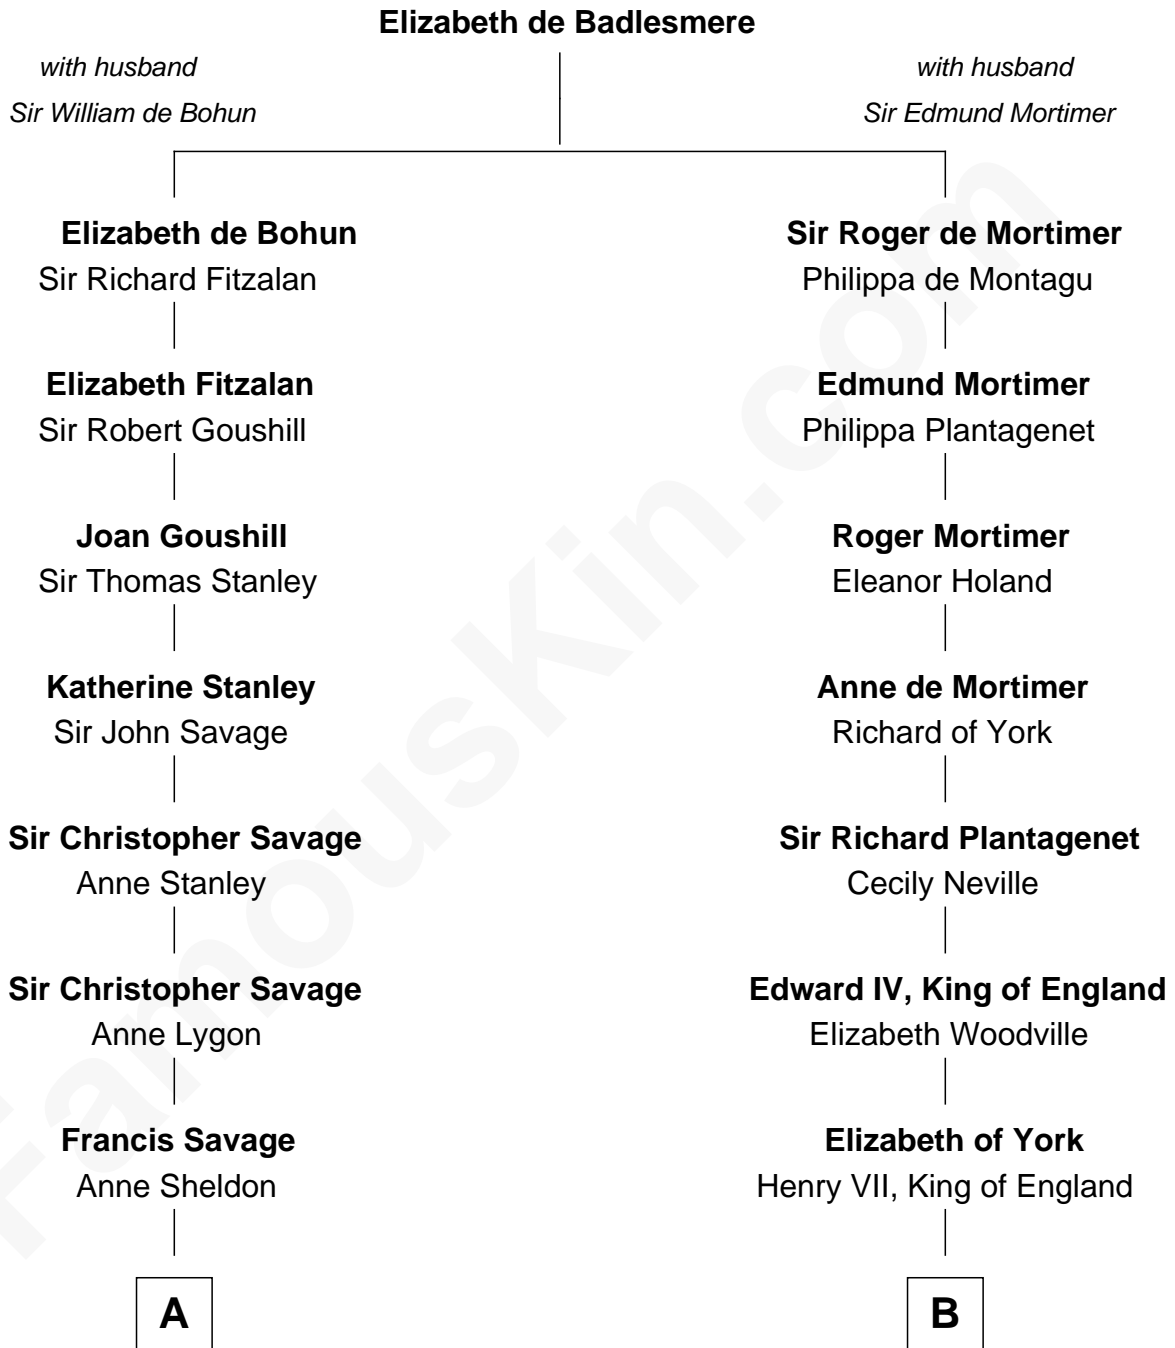 Elizabeth de Badlesmere
with husband
Sir William de Bohun
with husband
Sir Edmund Mortimer
Elizabeth de Bohun
Sir Richard Fitzalan
Sir Roger de Mortimer
Philippa de Montagu
Elizabeth Fitzalan
Sir Robert Goushill
Edmund Mortimer
Philippa Plantagenet
Joan Goushill
Sir Thomas Stanley
Roger Mortimer
Eleanor Holand
Katherine Stanley
Sir John Savage
Anne de Mortimer
Richard of York
Sir Christopher Savage
Anne Stanley
Sir Richard Plantagenet
Cecily Neville
Sir Christopher Savage
Anne Lygon
Edward IV, King of England
Elizabeth Woodville
Francis Savage
Anne Sheldon
Elizabeth of York
Henry VII, King of England
A
B
FamousKin.com